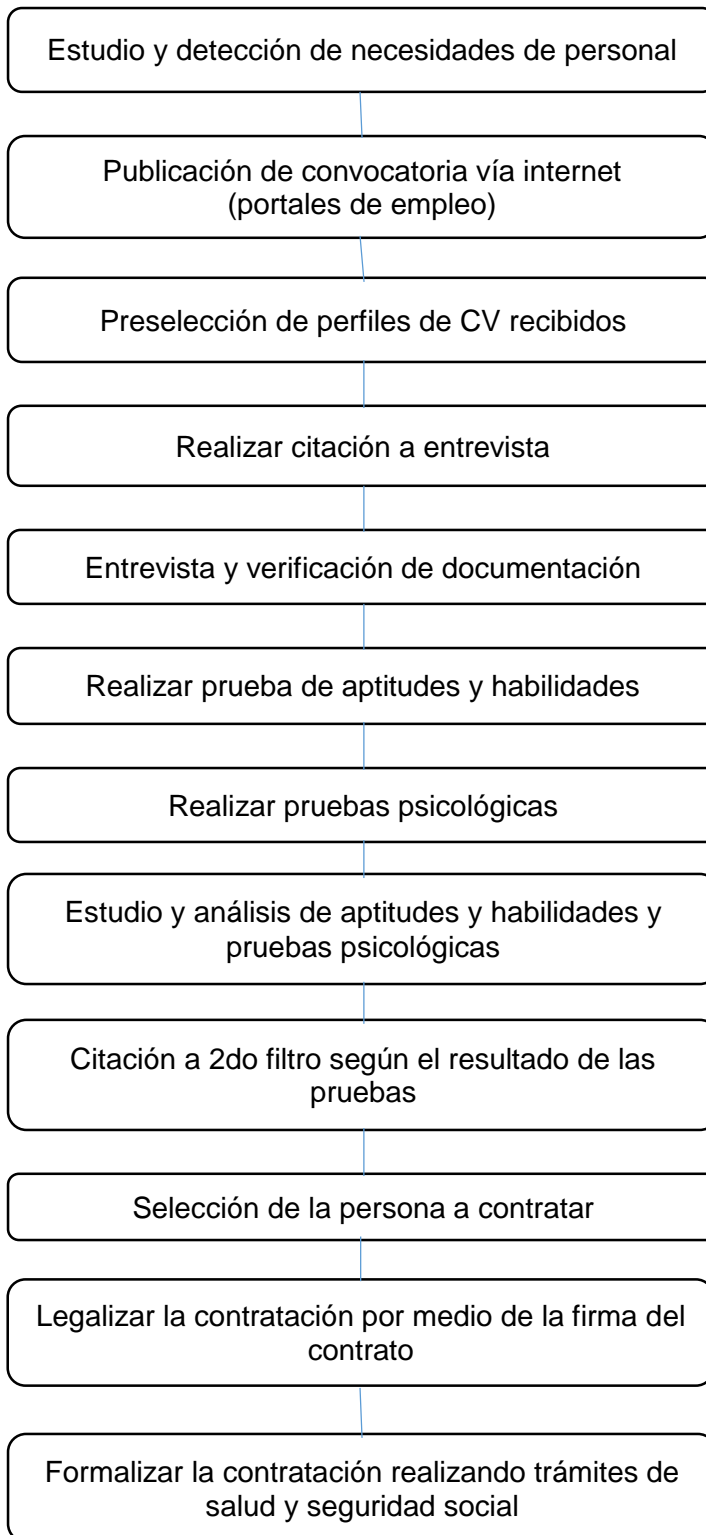 Estudio y detección de necesidades de personal
Publicación de convocatoria vía internet
(portales de empleo)
Preselección de perfiles de CV recibidos
Realizar citación a entrevista
Entrevista y verificación de documentación
Realizar prueba de aptitudes y habilidades
Realizar pruebas psicológicas
Estudio y análisis de aptitudes y habilidades y
pruebas psicológicas
Citación a 2do filtro según el resultado de las
pruebas
Selección de la persona a contratar
Legalizar la contratación por medio de la firma del
contrato
Formalizar la contratación realizando trámites de
salud y seguridad social